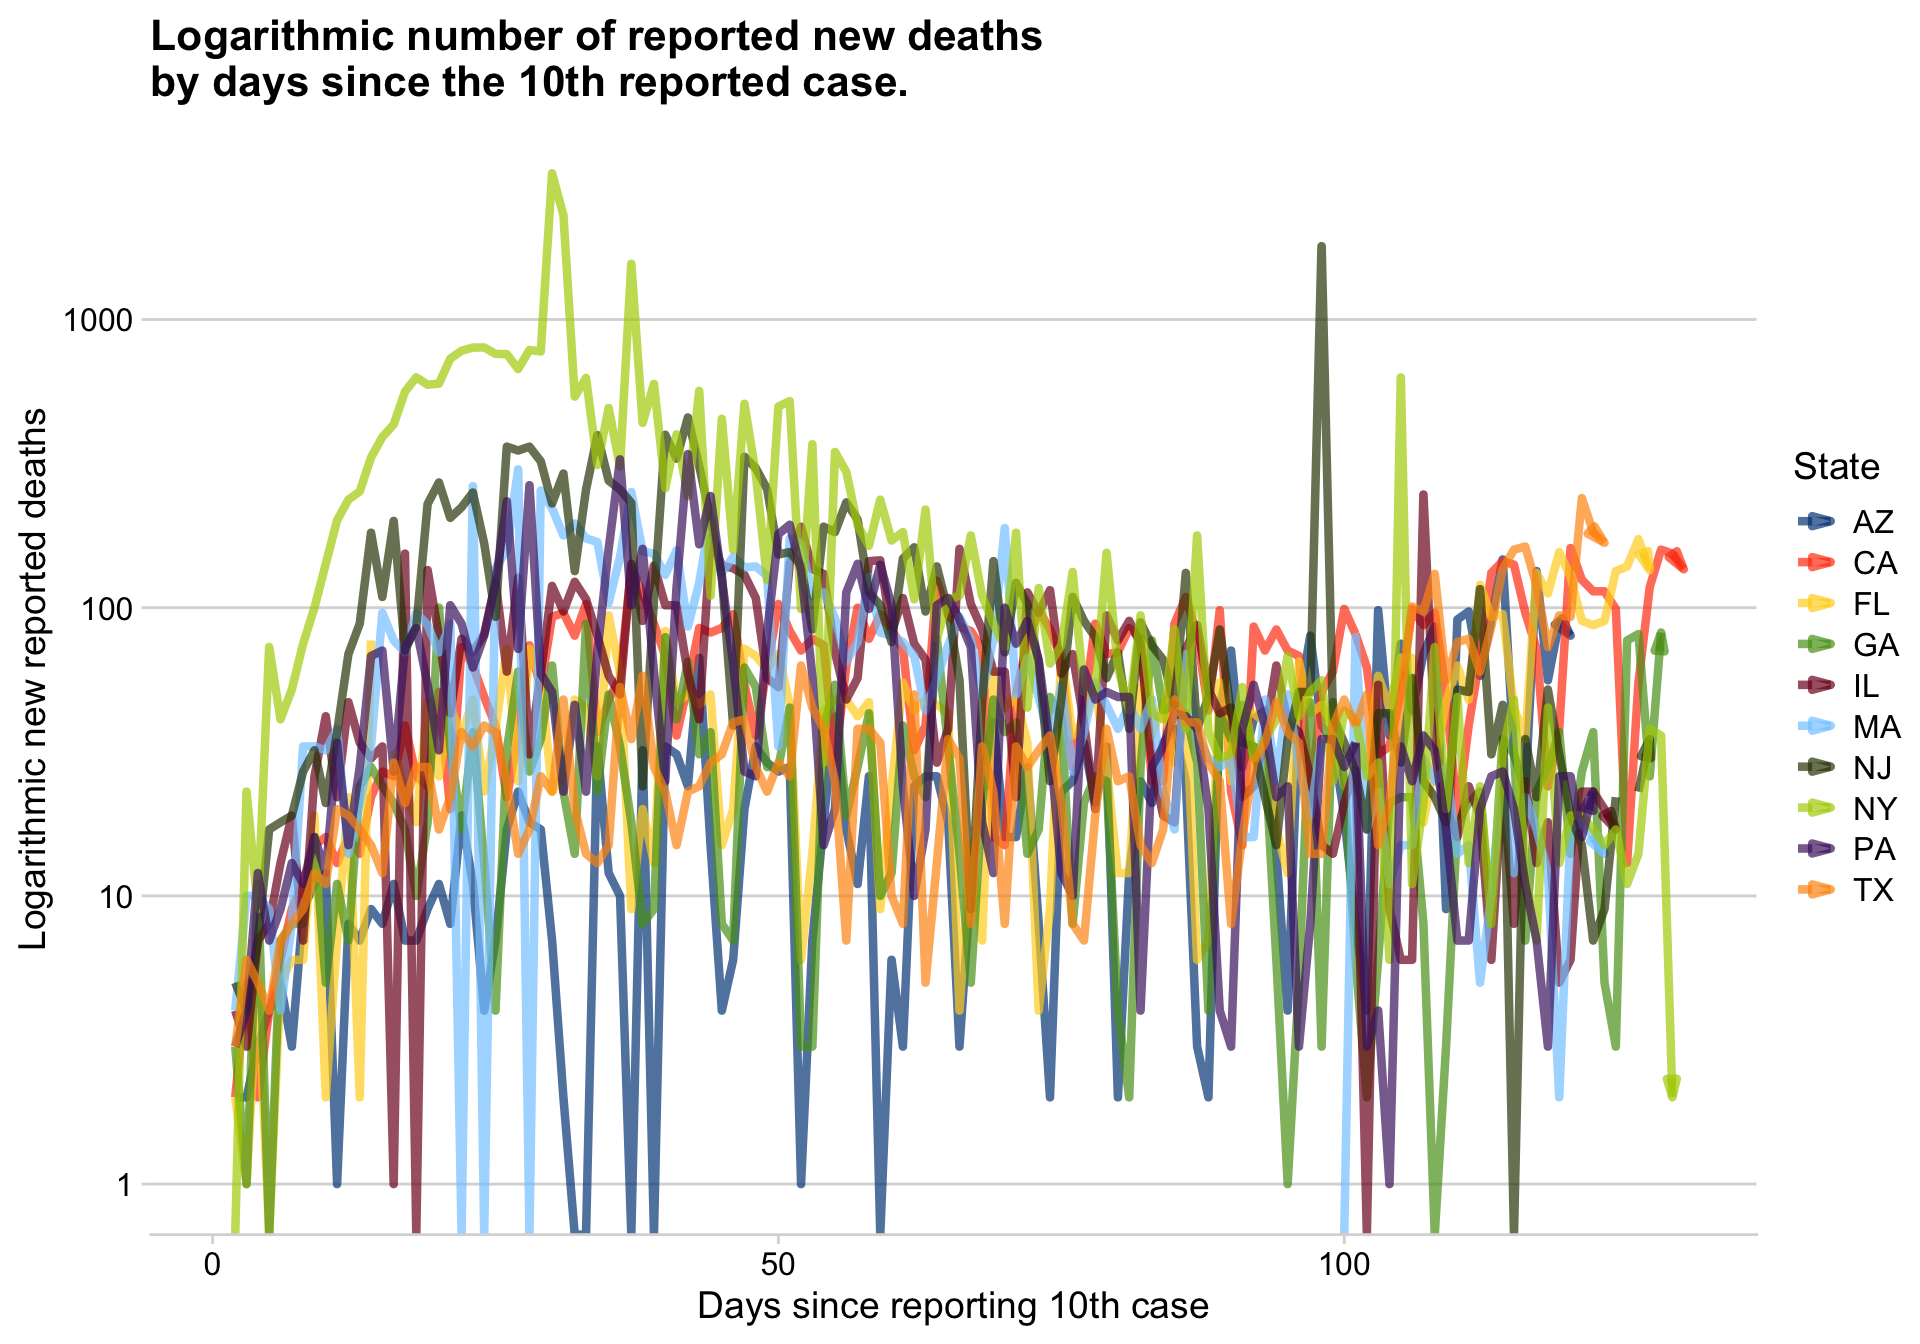 Logarithmic number of reported new deaths
by days since the 10th reported case.
Logarithmic new reported deaths
1000
100
10
1
0
50
100
Days since reporting 10th case
State
AZ
CA
FL
GA
IL
MA
NJ
NY
PA
TX